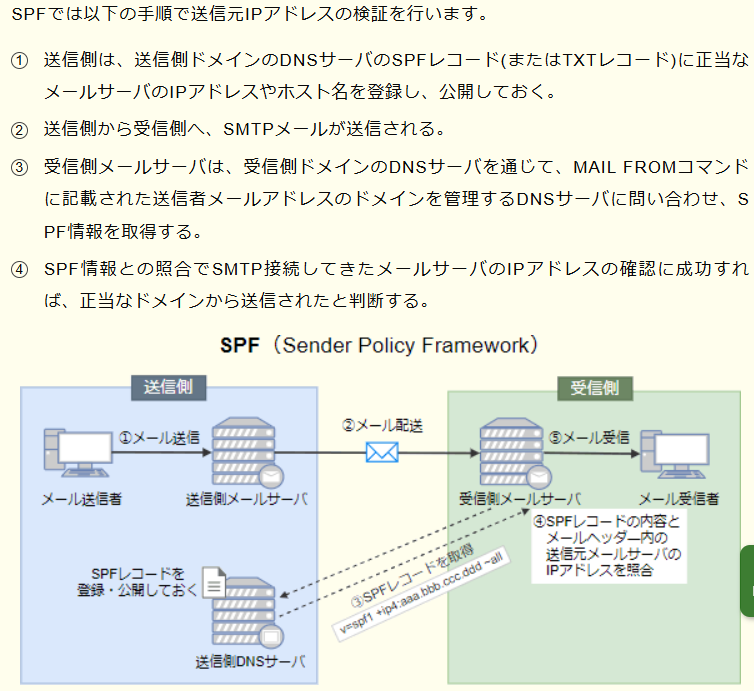 SPFでは以下の手順で送信元IPアドレスの検証を行います。
① 送信側は、送信側ドメインのDNSサーバのSPFレコード(またはTXTレコード)に正当な
メールサーバのIPアドレスやホスト名を登録し、公開しておく。
② 送信側から受信側へ、SMTPメールが送信される。
③ 受信側メールサーバは、受信側ドメインのDNSサーバを通じて、MAIL FROMコマンド
に記載された送信者メールアドレスのドメインを管理するDNSサーバに問い合わせ、S
PF情報を取得する。
④ SPF情報との照合でSMTP接続してきたメールサーバのIPアドレスの確認に成功すれ
ば、正当なドメインから送信されたと判断する。
SPF（Sender Policy Framework）
送信側
受信側
①メール送信
②メール配送
⑤メール受信
メール送信者
送信側メールサーバ
受信側メールサーバ
メール受信者
④SPFレコードの内容と
メールヘッダー内の
送信元メールサーバの
IPアドレスを照合
SPFレコードを
登録・公開しておく
③SPFレコードを取得
v=spf1 +ip4:aaa.bbb.ccc.ddd ~all
送信側DNSサーバ